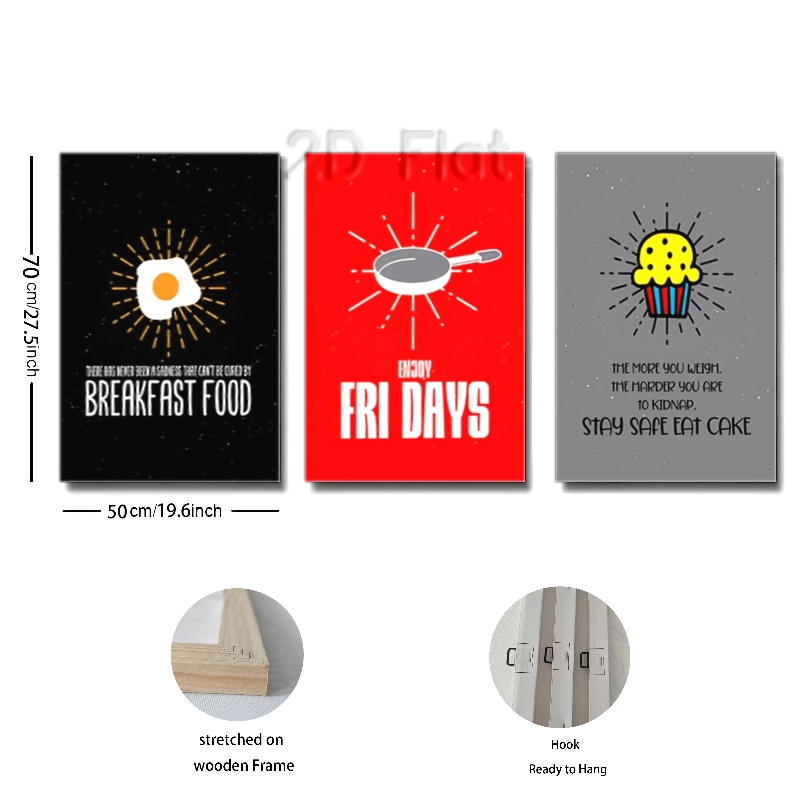 2D Flat
THERE HAS NEVER BEEN A SADNESS THAT CAN'T BE CURED BY
BREAKFAST FOOD
ENJOY
FRI DAYS
THE MORE YOU WEIGH,
THE HARDER YOU ARE
TO KIDNAP.
STAY SAFE EAT CAKE
70 cm/27.5inch
50 cm/19.6inch
stretched on
wooden Frame
Hook
Ready to Hang